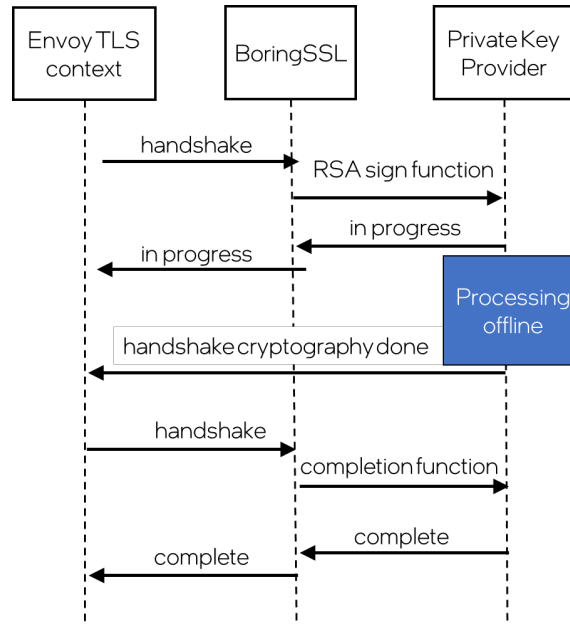 Envoy TLS
context
BoringSSL
Private Key
Provider
handshake
RSA sign function
in progress
in progress
Processing
offline
handshake cryptography done
handshake
completion function
complete
complete